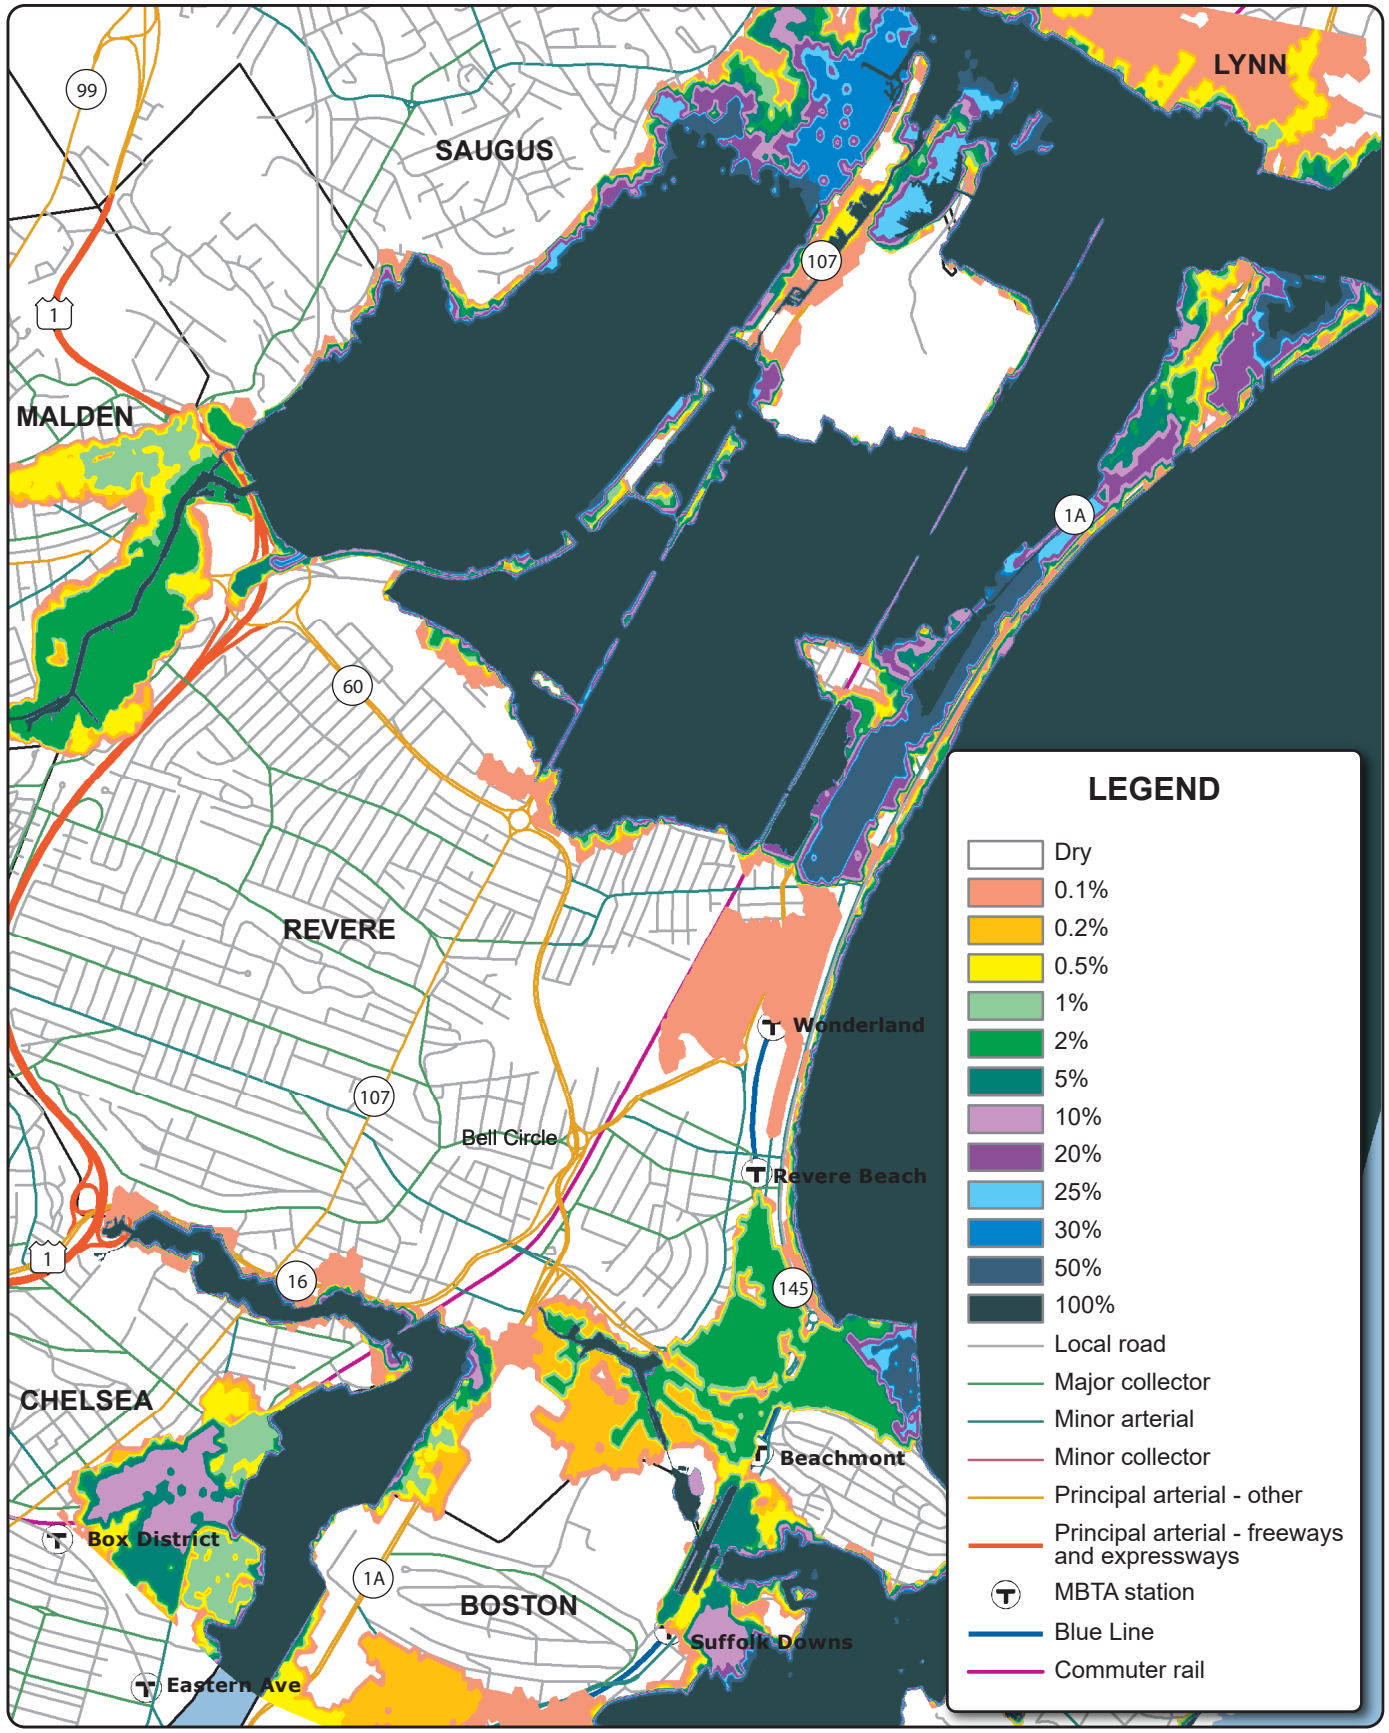 LYNN
99
SAUGUS
107
1
MALDEN
1A
60
REVERE
Wonderland
107
Bell Circle
Revere Beach
1
16
145
CHELSEA
Beachmont
Box District
1A
BOSTON
Suffolk Downs
Eastern Ave
LEGEND
Dry
0.1%
0.2%
0.5%
1%
2%
5%
10%
20%
25%
30%
50%
100%
Local road
Major collector
Minor arterial
Minor collector
Principal arterial - other
Principal arterial - freeways
and expressways
MBTA station
Blue Line
Commuter rail